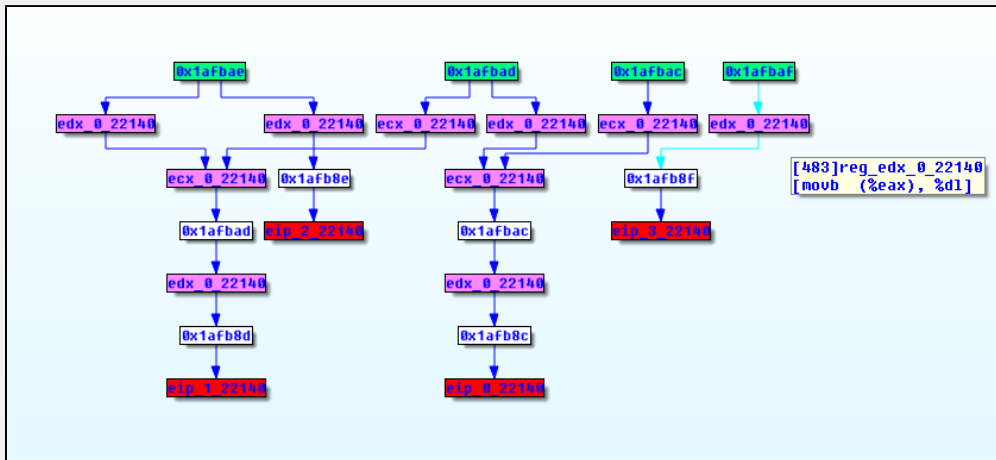 0x1afbae 0x1afbad 0x1afbac 0x1afbaf
edx_0_22140 edx_0_22140 ecx_0_22140 edx_0_22140 ecx_0_22140 edx_0_22140
ecx_0_22140 0x1afb8e ecx_0_22140 0x1afb8f
[483]reg_edx_0_22140
[movb (%eax), %dl]
0x1afbad eip_2_22140 0x1afbac eip_3_22140
edx_0_22140 edx_0_22140
0x1afb8d 0x1afb8c
eip_1_22140 eip_0_22140